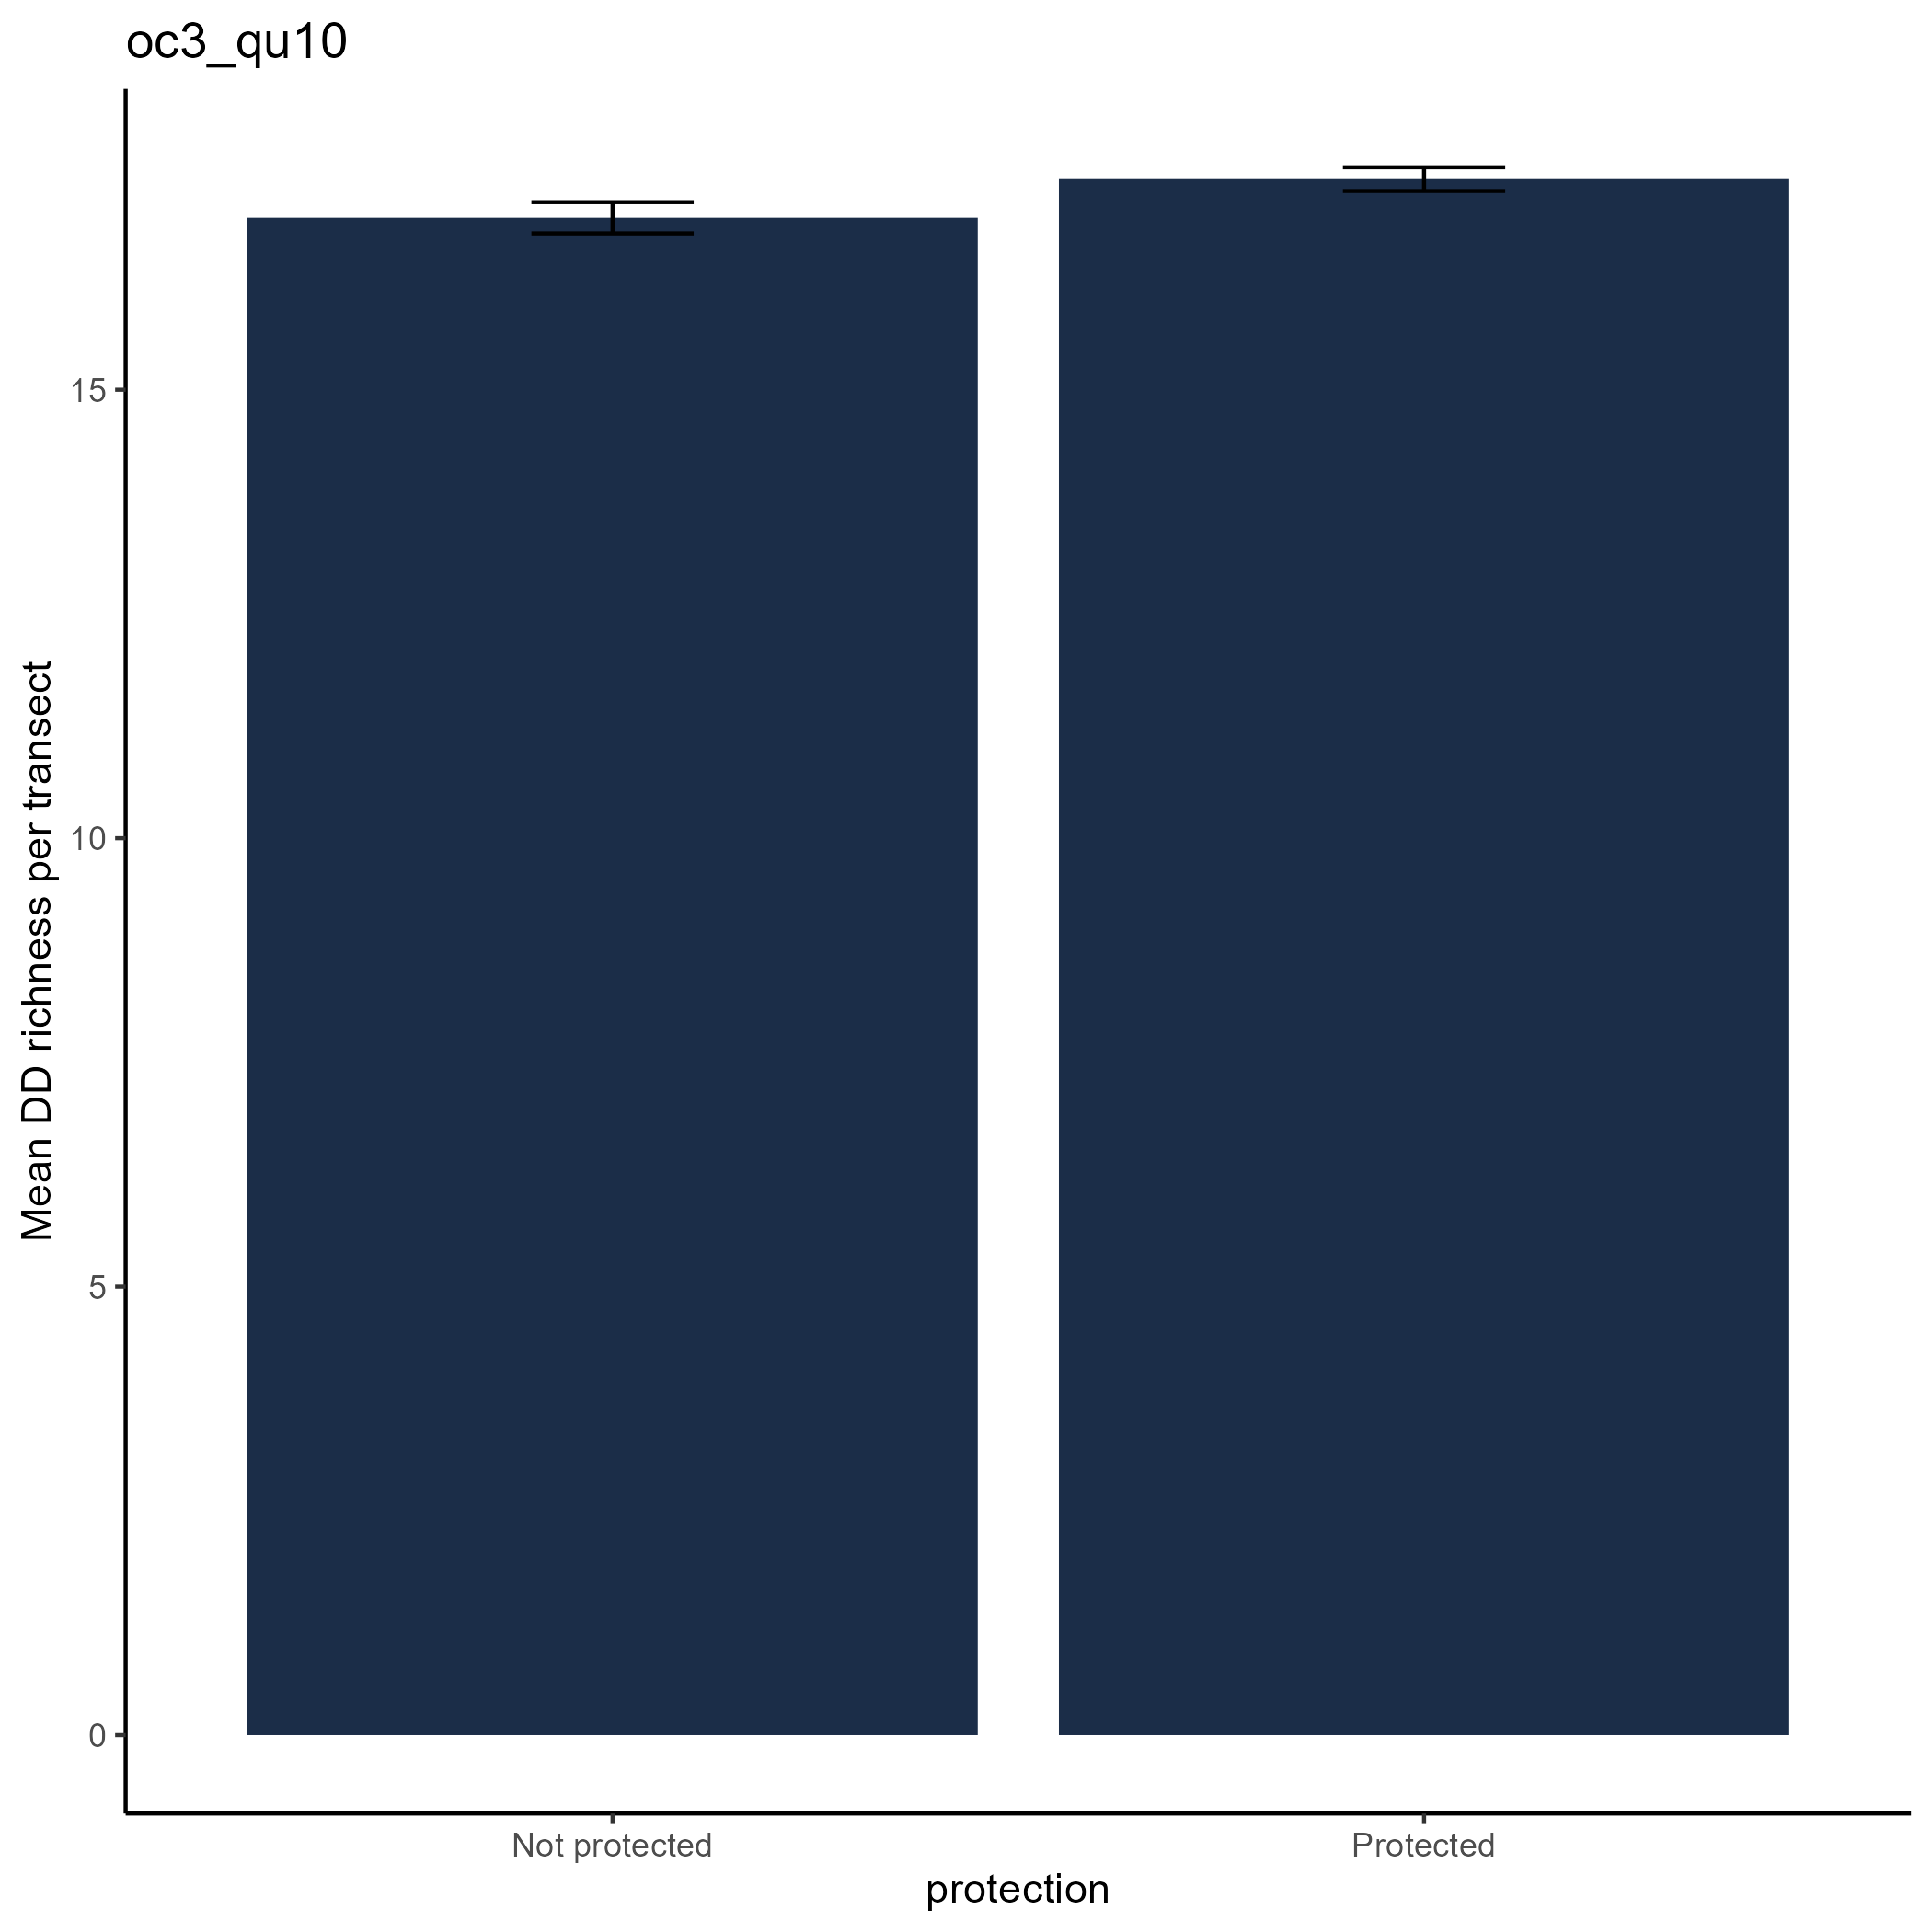 oc3_qu10
Mean DD richness per transect
15
10
5
0
Not protected
Protected
protection